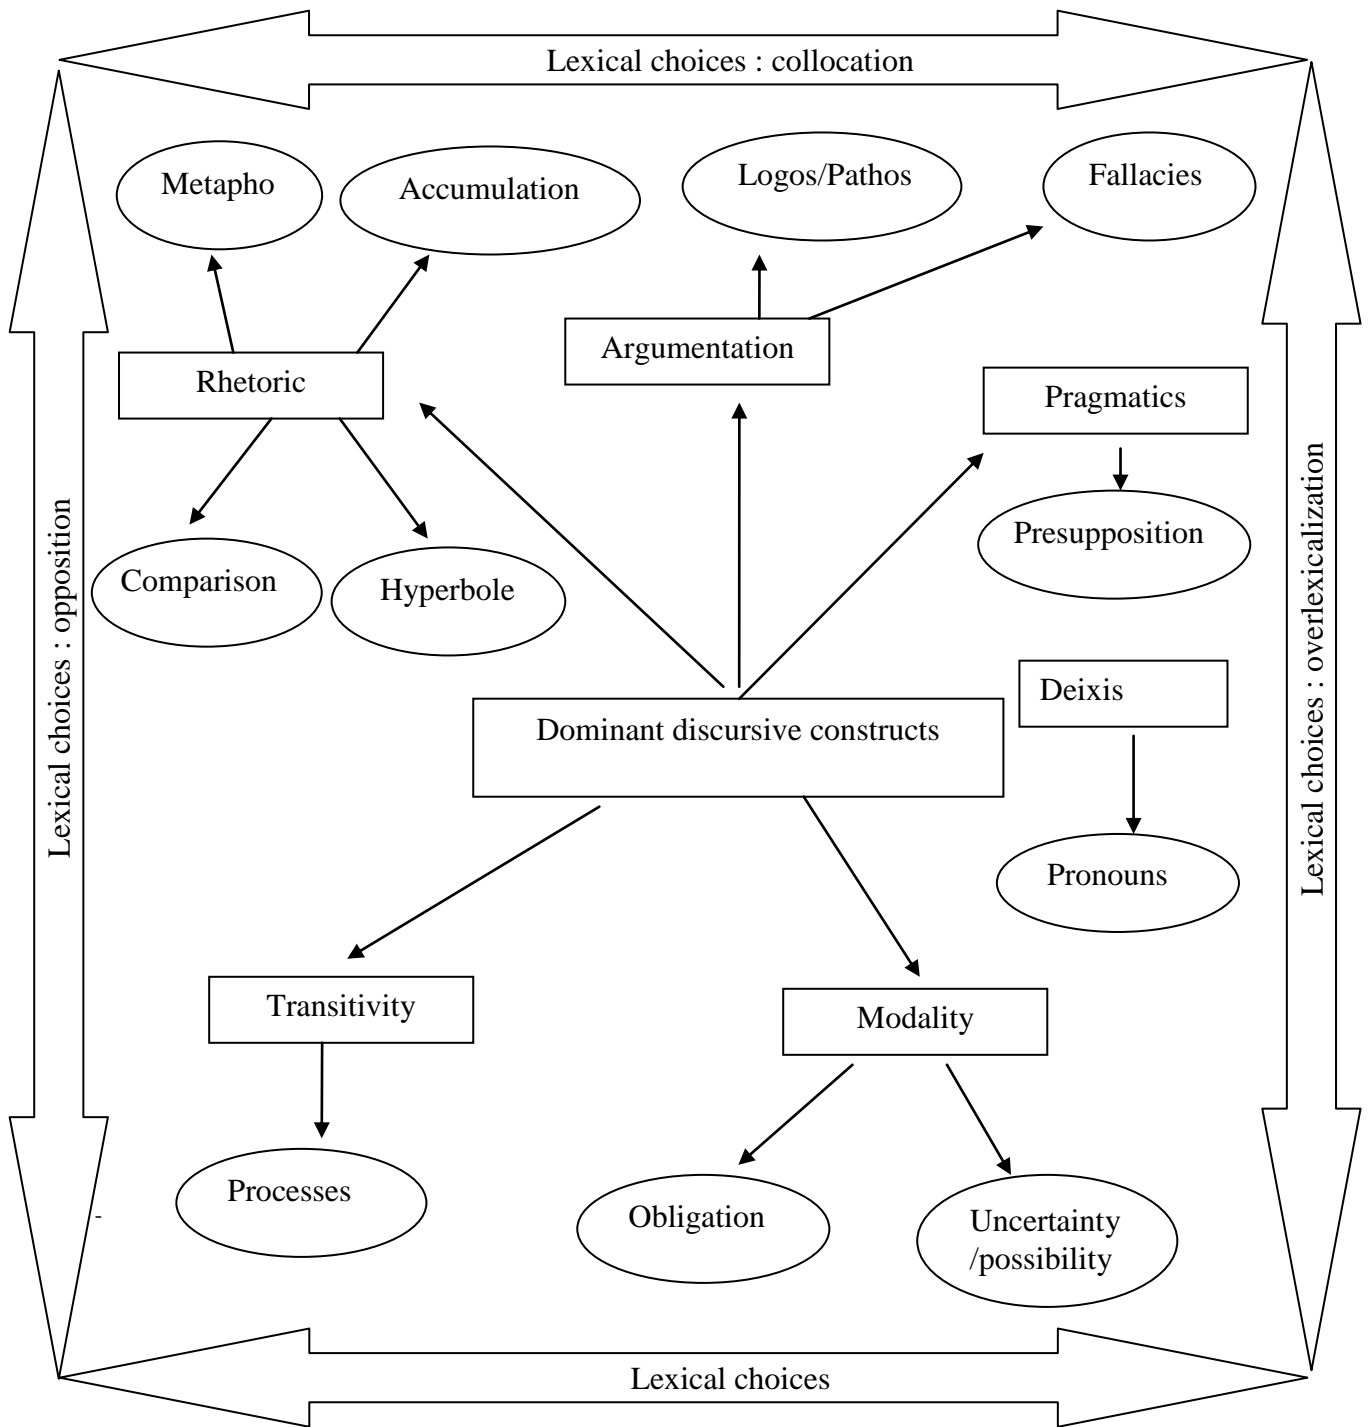 Lexical choices : collocation
Metapho
Accumulation
Logos/Pathos
Fallacies
Argumentation
Rhetoric
Pragmatics
Presupposition
Comparison
Hyperbole
Lexical choices : opposition
Lexical choices : overlexicalization
Deixis
Dominant discursive constructs
Pronouns
Transitivity
Modality
Processes
-
Obligation
Uncertainty
/possibility
Lexical choices